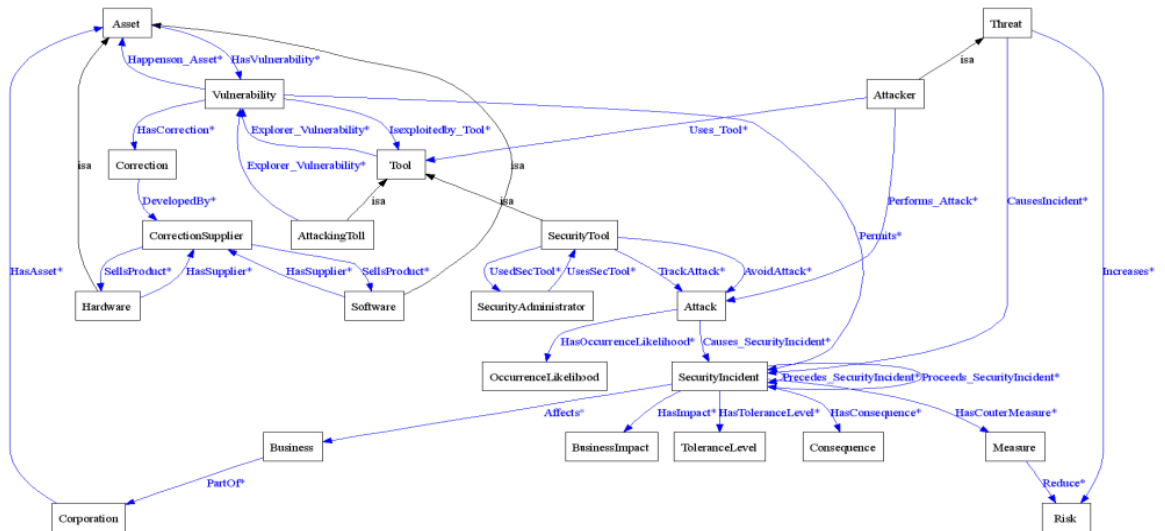 Asset
Threat
Happenson_Asset*
HasVulnerability*
isa
Vulnerability
Attacker
HasCorrection*
Explorer_Vulnerability*
Isexploitedby_Tool*
Uses_Tool*
Correction
Explorer_Vulnerability*
Tool
isa
isa
DevelopedBy*
isa
isa
Performs_Attack*
CausesIncident*
CorrectionSupplier
AttackingToll
SecurityTool
Permits*
HasAsset*
SellsProduct*
HasSupplier*
HasSupplier*
SellsProduct*
UsedSecTool*
UsesSecTool*
TrackAttack*
AvoidAttack*
Increases*
Hardware
Software
SecurityAdministrator
Attack
HasOccurrenceLikelihood*
Causes_SecurityIncident*
OccurrenceLikelihood
SecurityIncident
Precedes_SecurityIncident*
Proceeds_SecurityIncident*
Affects*
HasImpact*
HasToleranceLevel*
HasConsequence*
HasCouterMeasure*
Business
BusinessImpact
ToleranceLevel
Consequence
Measure
PartOf*
Reduce*
Corporation
Risk